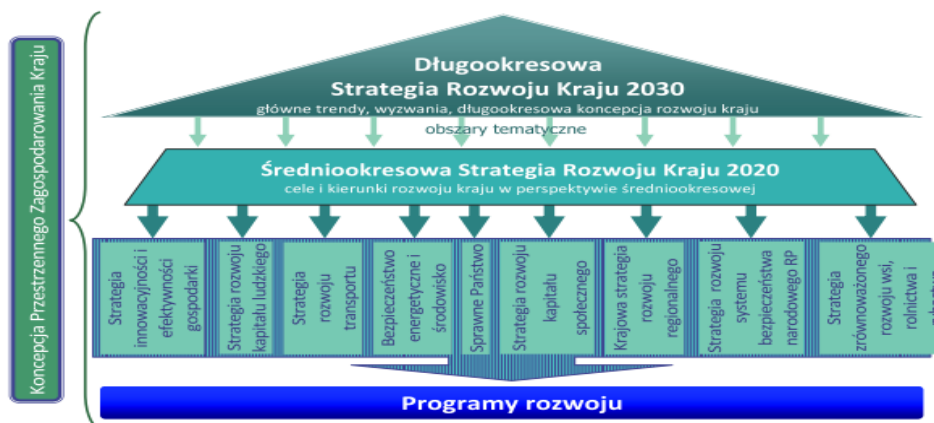 Koncepcja Przestrzennego Zagospodarowania Kraju
Długookresowa
Strategia Rozwoju Kraju 2030
główne trendy, wyzwania, długookresowa koncepcja rozwoju kraju
obszary tematyczne
Średniookresowa Strategia Rozwoju Kraju 2020
cele i kierunki rozwoju kraju w perspektywie średniookresowej
Strategia
innowacyjności i
efektywności
gospodarki
Strategia rozwoju
kapitału ludzkiego
Strategia
rozwoju
transportu
Bezpieczeństwo
energetyczne i
środowisko
Sprawne Państwo
Strategia rozwoju
kapitału
społecznego
Krajowa strategia
rozwoju
regionalnego
Strategia rozwoju
systemu
bezpieczeństwa
narodowego RP
Strategia
zrównoważonego
rozwoju wsi,
rolnictwa i
Programy rozwoju